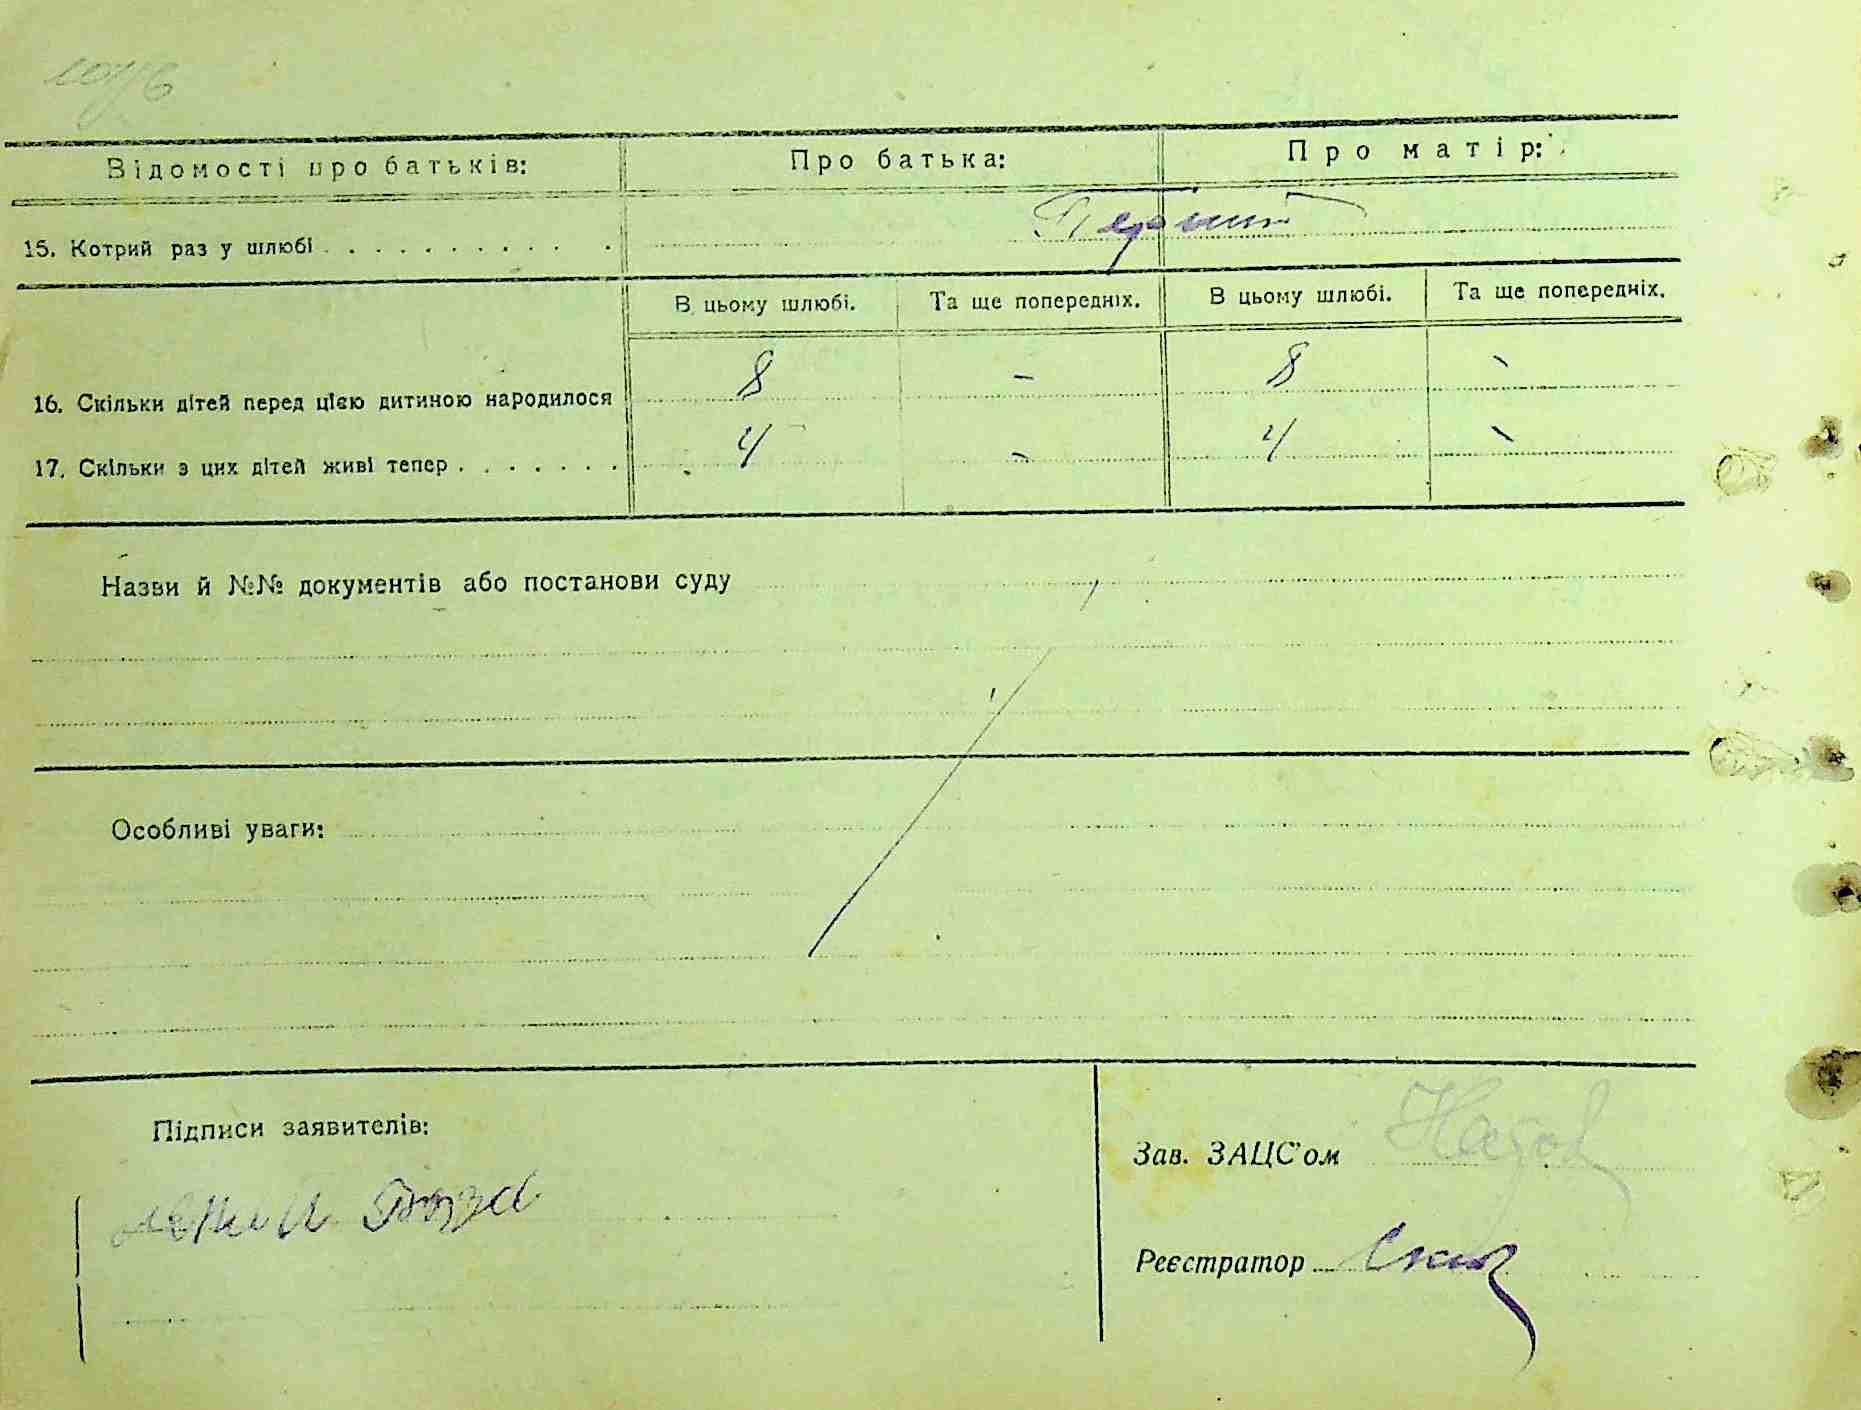 Відомості про батьків: Про батька: Про матір:
15. Котрий раз у шлюбі . . . . . . . . . . Перший
В цьому шлюбі. Та ще попередніх. В цьому шлюбі. Та ще попередніх.
16. Скільки дітей перед цією дитиною народилося 8 - 8 -
17. Скільки з цих дітей живі тепер . . . . . . . 4 - 4 -
Назви й №№ документів або постанови суду
Особливі уваги:
Підписи заявителів:
Зав. ЗАЦС'ом
Реєстратор